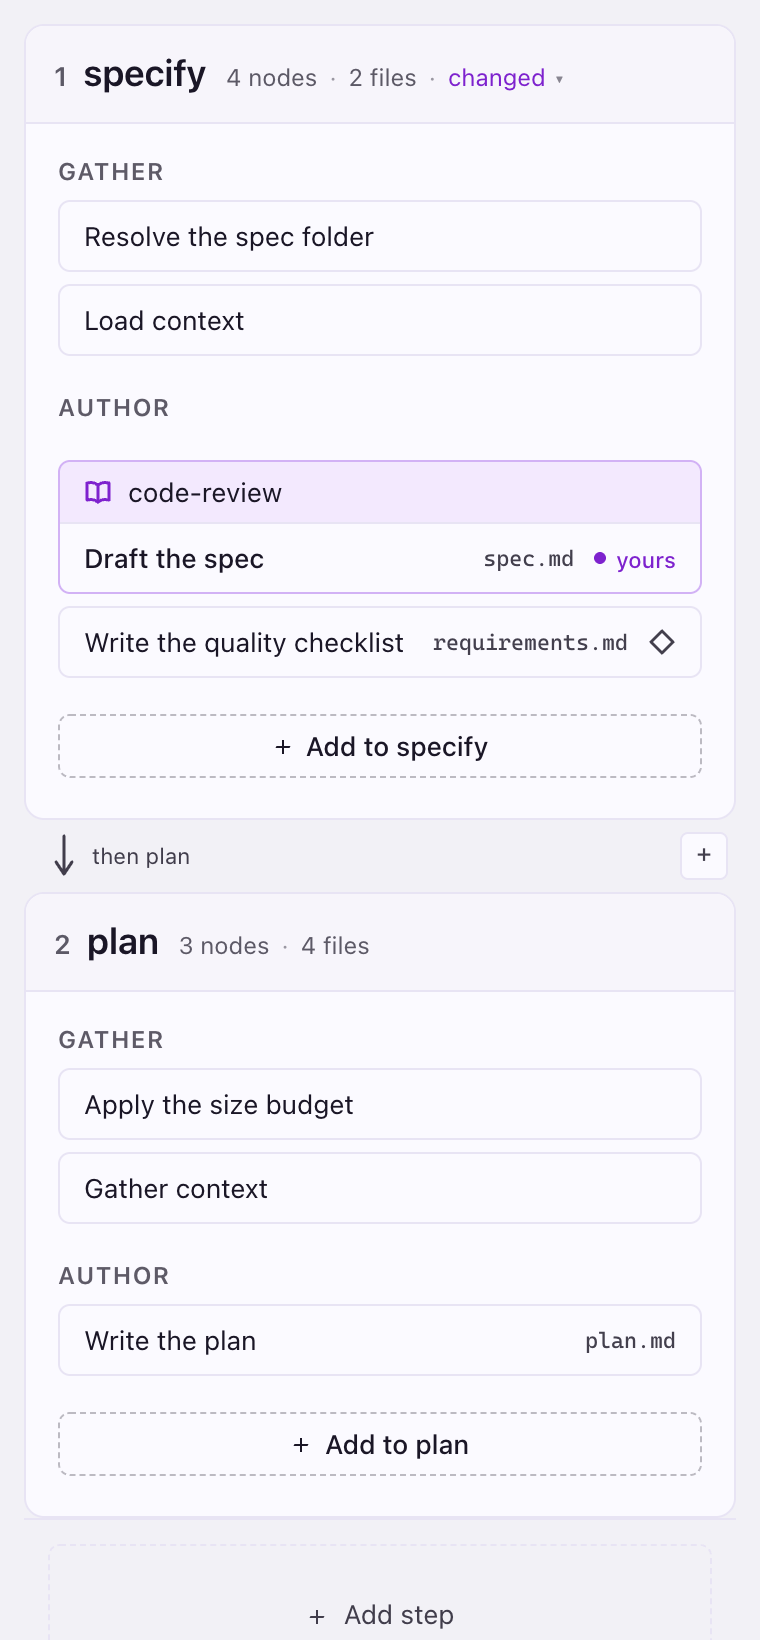 1 specify 4 nodes · 2 files · changed ▾
GATHER
Resolve the spec folder
Load context
AUTHOR
code-review
Draft the spec spec.md ● yours
Write the quality checklist requirements.md
+ Add to specify
then plan +
2 plan 3 nodes · 4 files
GATHER
Apply the size budget
Gather context
AUTHOR
Write the plan plan.md
+ Add to plan
+ Add step